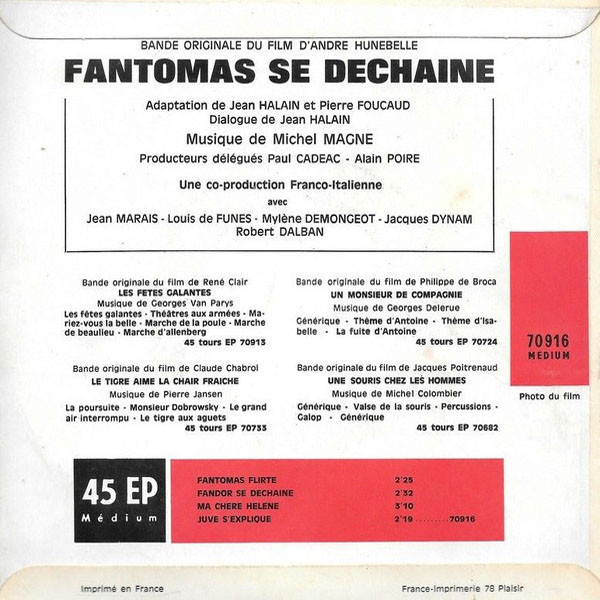 BANDE ORIGINALE DU FILM D'ANDRE HUNEBELLE
FANTOMAS SE DECHAINE
Adaptation de Jean HALAIN et Pierre FOUCAUD
Dialogue de Jean HALAIN
Musique de Michel MAGNE
Producteurs délégués Paul CADEAC - Alain POIRE
Une co-production Franco-Italienne
avec
Jean MARAIS - Louis de FUNES - Mylène DEMONGEOT - Jacques DYNAM
Robert DALBAN
Bande originale du film de René Clair
LES FETES GALANTES
Musique de Georges Van Parys
Les fêtes galantes - Théâtres aux armées - Ma-
riez-vous la belle - Marche de la poule - Marche
de beaulieu - Marche d'allenberg
45 tours EP 70913
Bande originale du film de Philippe de Broca
UN MONSIEUR DE COMPAGNIE
Musique de Georges Delerue
Générique - Thème d'Antoine - Thème d'Isa-
belle - La fuite d'Antoine
45 tours EP 70724
70916
MEDIUM
Photo du film
Bande originale du film de Claude Chabrol
LE TIGRE AIME LA CHAIR FRAICHE
Musique de Pierre Jansen
La poursuite - Monsieur Dobrowsky - Le grand
air interrompu - Le tigre aux aguets
45 tours EP 70733
Bande originale du film de Jacques Poitrenaud
UNE SOURIS CHEZ LES HOMMES
Musique de Michel Colombier
Générique - Valse de la souris - Percussions -
Galop - Générique
45 tours EP 70682
45 EP
Médium
FANTOMAS FLIRTE 2'25
FANDOR SE DECHAINE 2'32
MA CHERE HELENE 3'10
JUVE S'EXPLIQUE 2'19 .........70916
Imprimé en France
France-Imprimerie 78 Plaisir